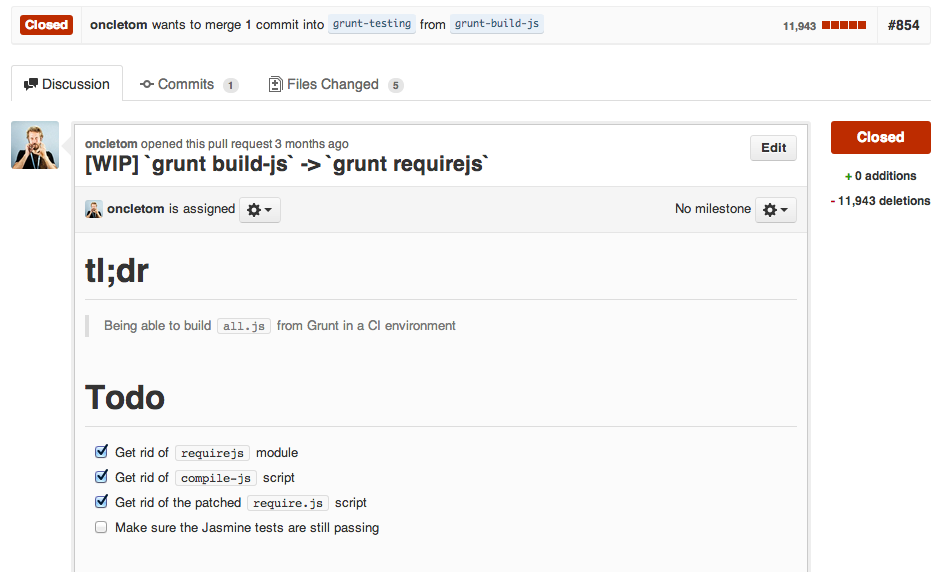 Closed oncletom wants to merge 1 commit into grunt-testing from grunt-build-js 11,943 #854
Discussion Commits 1 Files Changed 5
oncletom opened this pull request 3 months ago
[WIP] `grunt build-js` -> `grunt requirejs`
Edit
Closed
+ 0 additions
- 11,943 deletions
oncletom is assigned No milestone
tl;dr
Being able to build all.js from Grunt in a CI environment
Todo
Get rid of requirejs module
Get rid of compile-js script
Get rid of the patched require.js script
Make sure the Jasmine tests are still passing